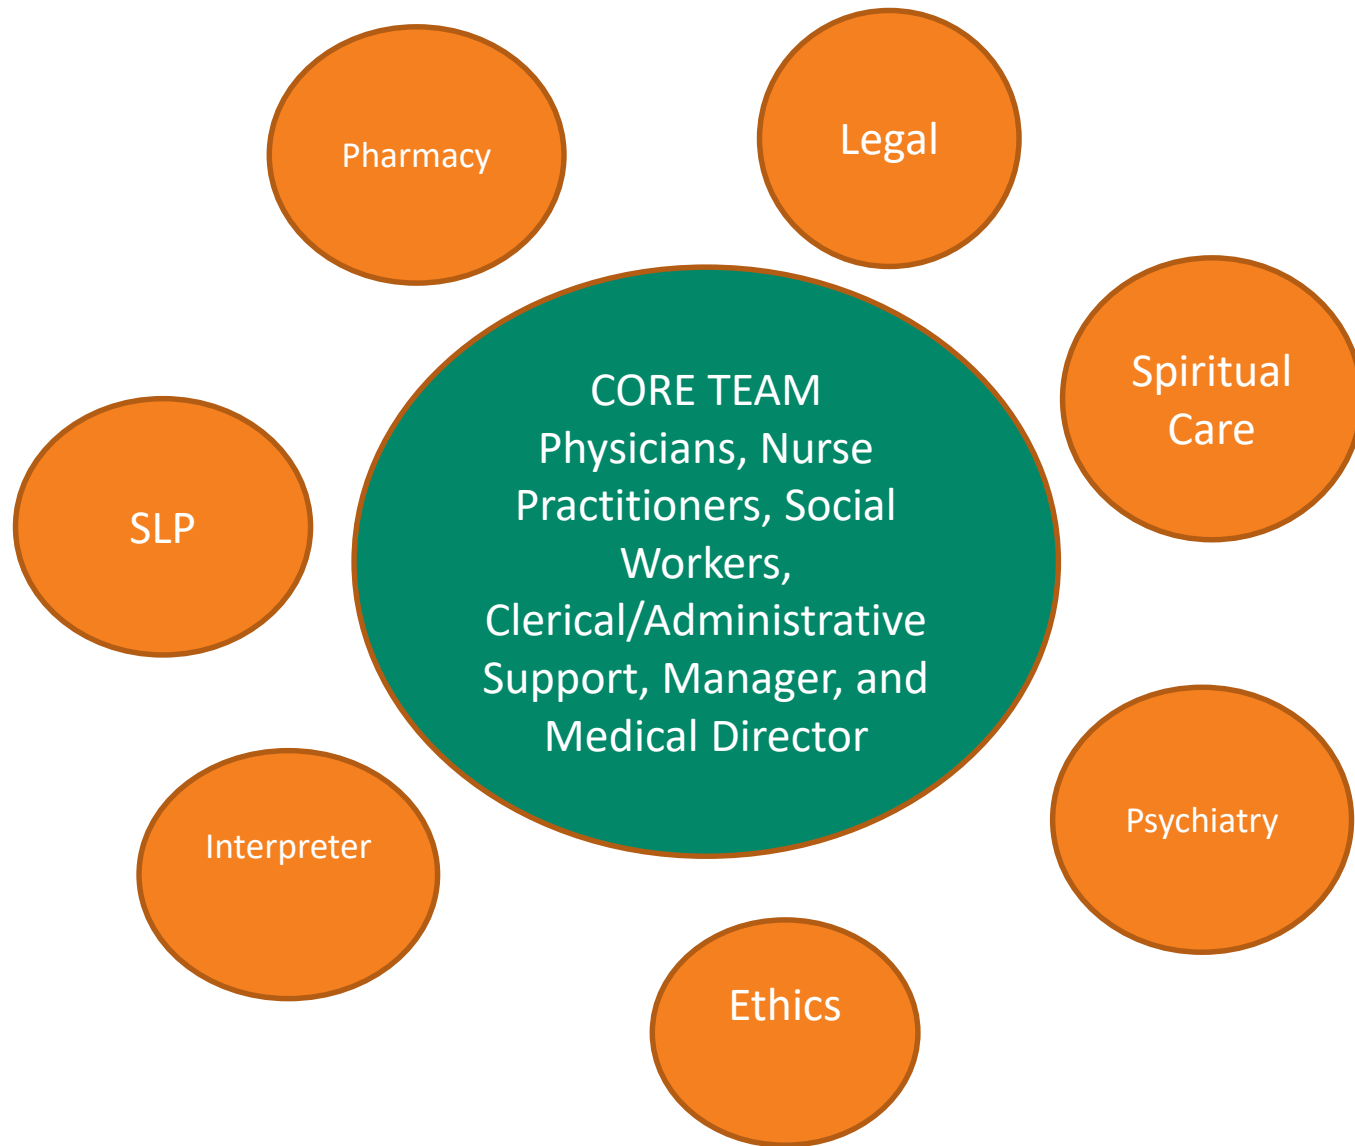 Pharmacy
Legal
CORE TEAM
Physicians, Nurse
Practitioners, Social
Workers,
Clerical/Administrative
Support, Manager, and
Medical Director
Spiritual
Care
SLP
Psychiatry
Interpreter
Ethics